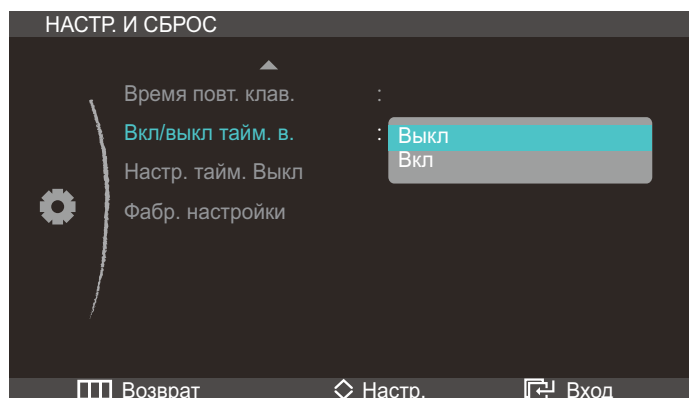 НАСТР. И СБРОС
Время повт. клав. :
Вкл/выкл тайм. в. : Выкл
Вкл
Настр. тайм. Выкл
Фабр. настройки
Возврат Настр. Вход